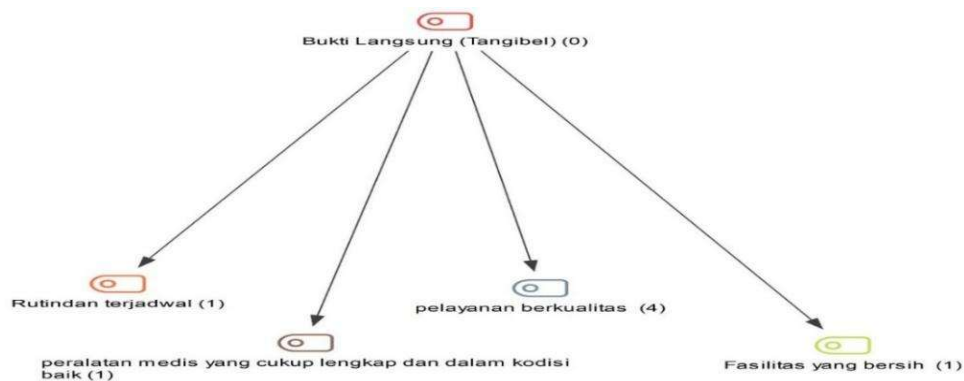 Bukti Langsung (Tangibel) (0)
Rutindan terjadwal (1)
pelayanan berkualitas (4)
peralatan medis yang cukup lengkap dan dalam kodisi
baik (1)
Fasilitas yang bersih (1)